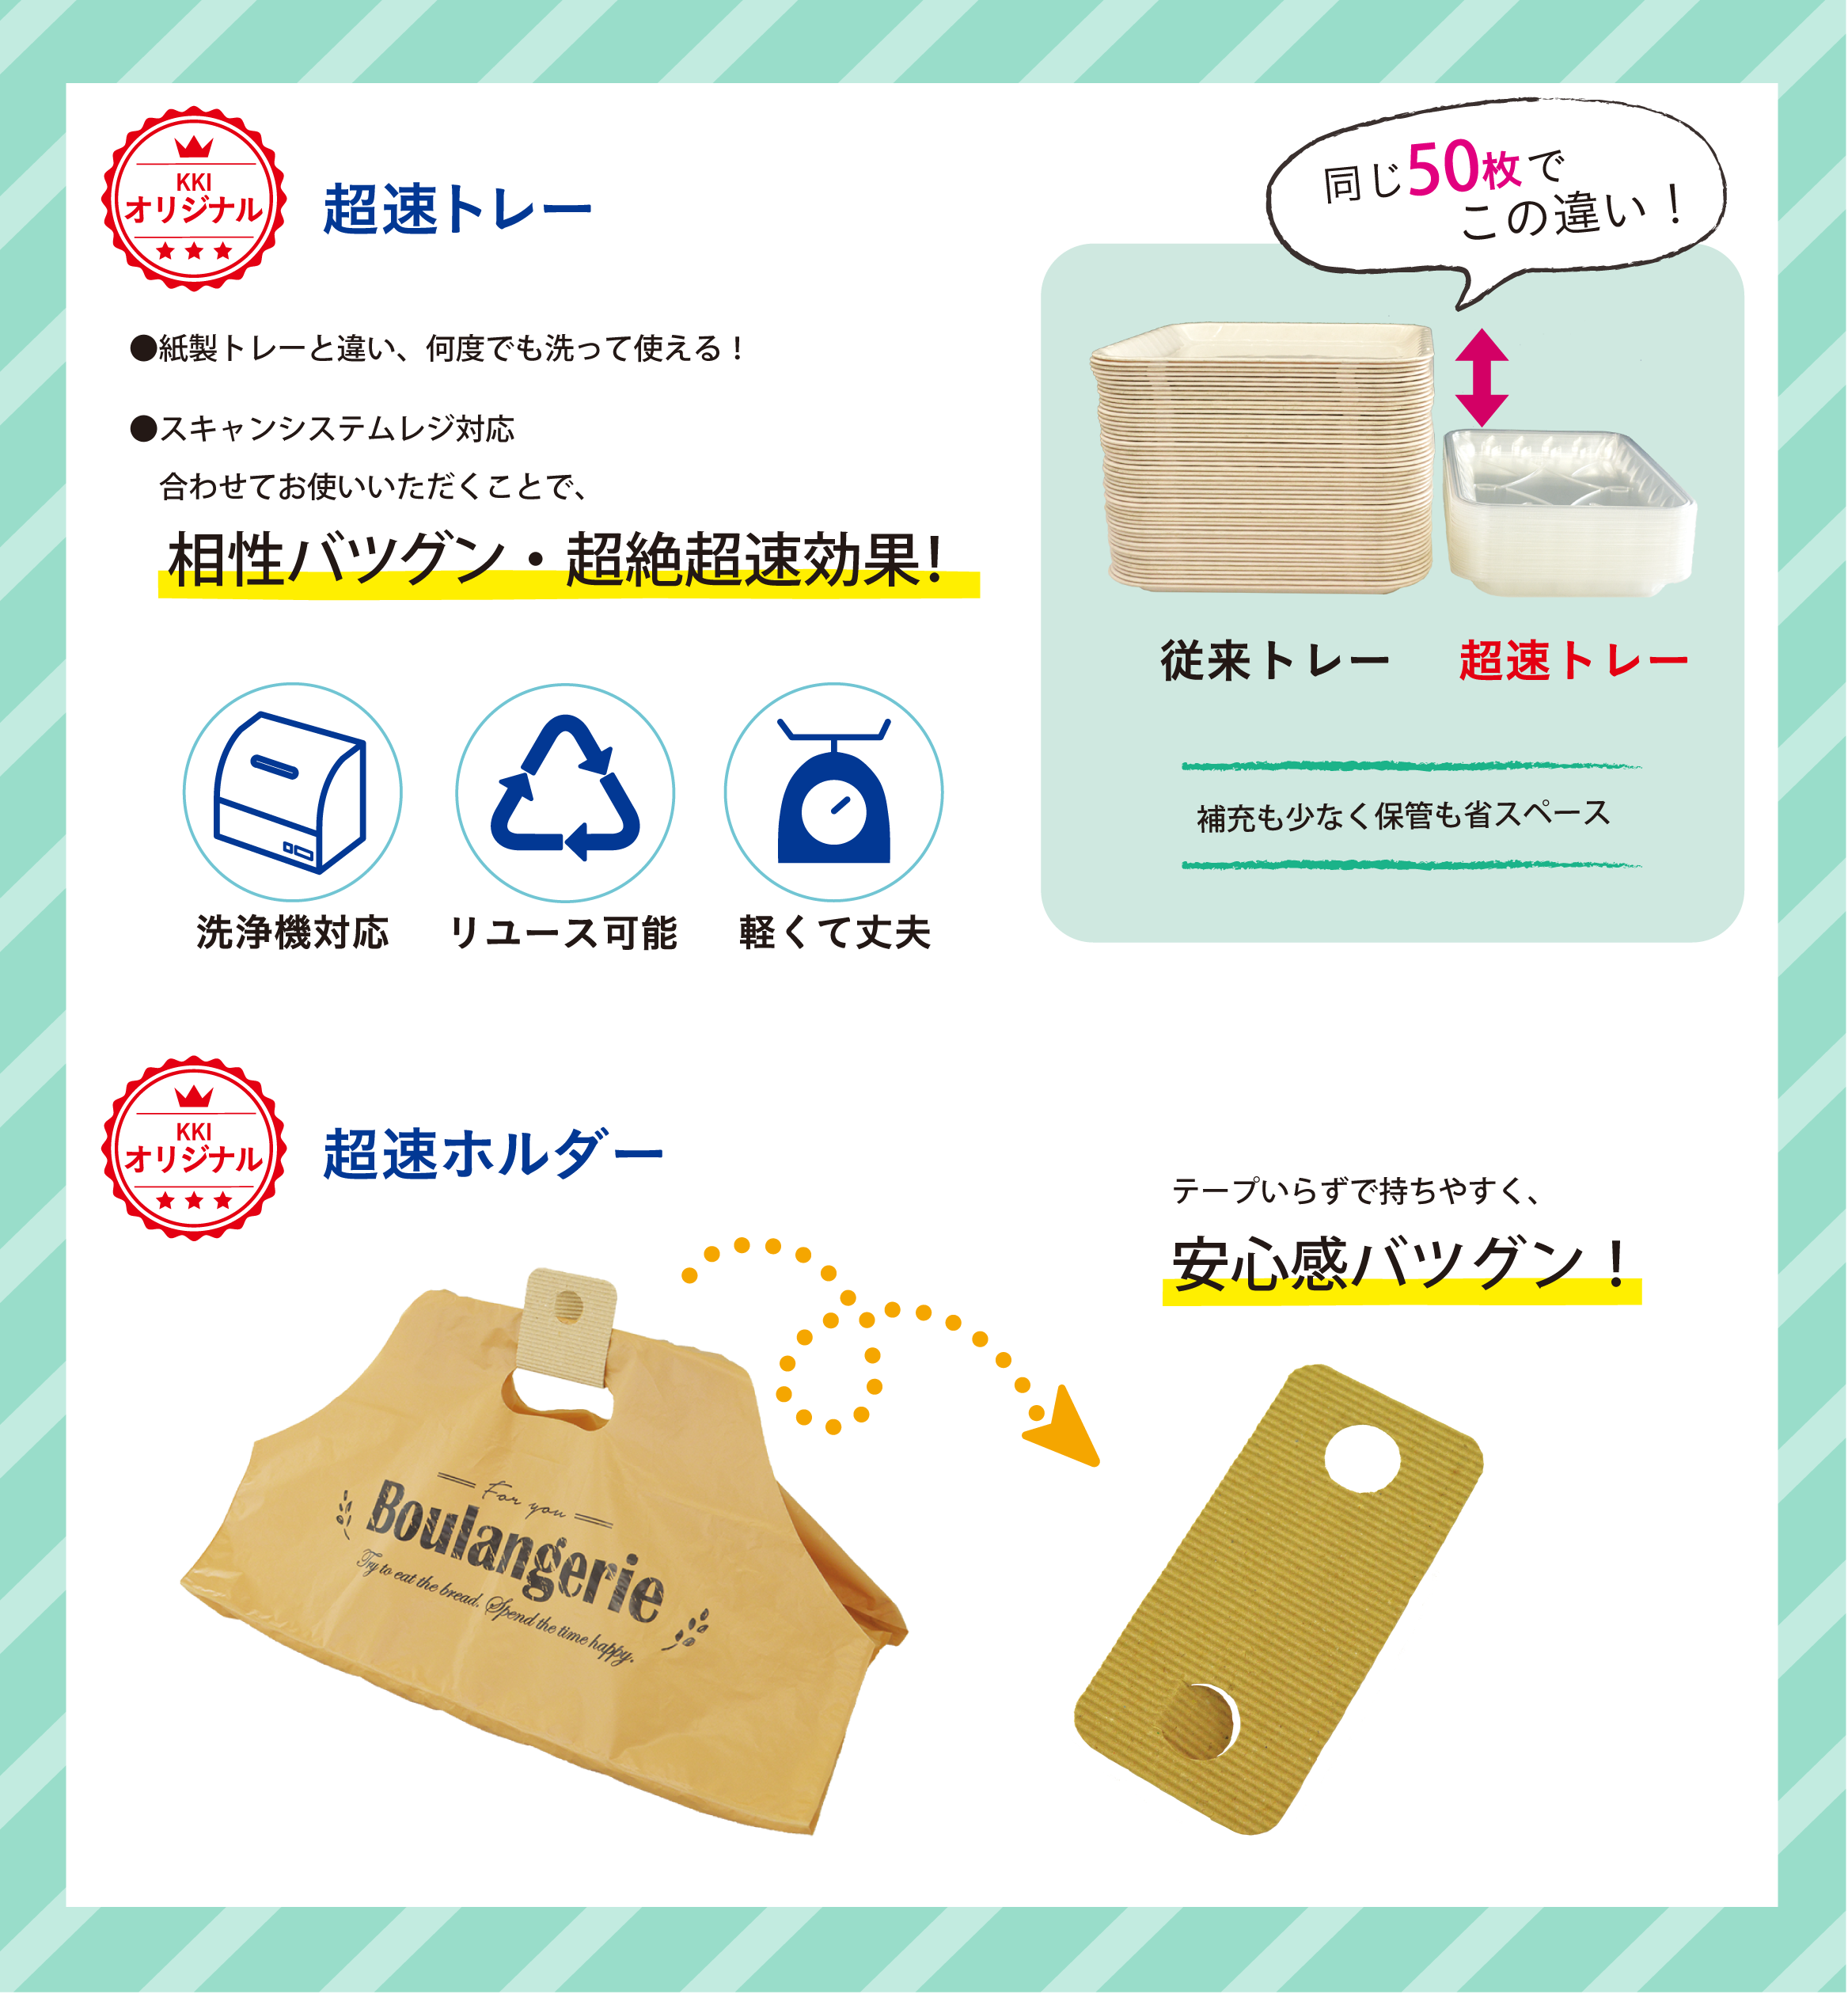 KKI
オリジナル
超速トレー
●紙製トレーと違い、何度でも洗って使える！
●スキャンシステムレジ対応
合わせてお使いいただくことで、
相性バツグン・超絶超速効果！
洗浄機対応
リユース可能
軽くて丈夫
同じ50枚で
この違い！
従来トレー
超速トレー
補充も少なく保管も省スペース
KKI
オリジナル
超速ホルダー
テープいらずで持ちやすく、
安心感バツグン！
For you
Boulangerie
Try to eat the bread. Spend the time happy.